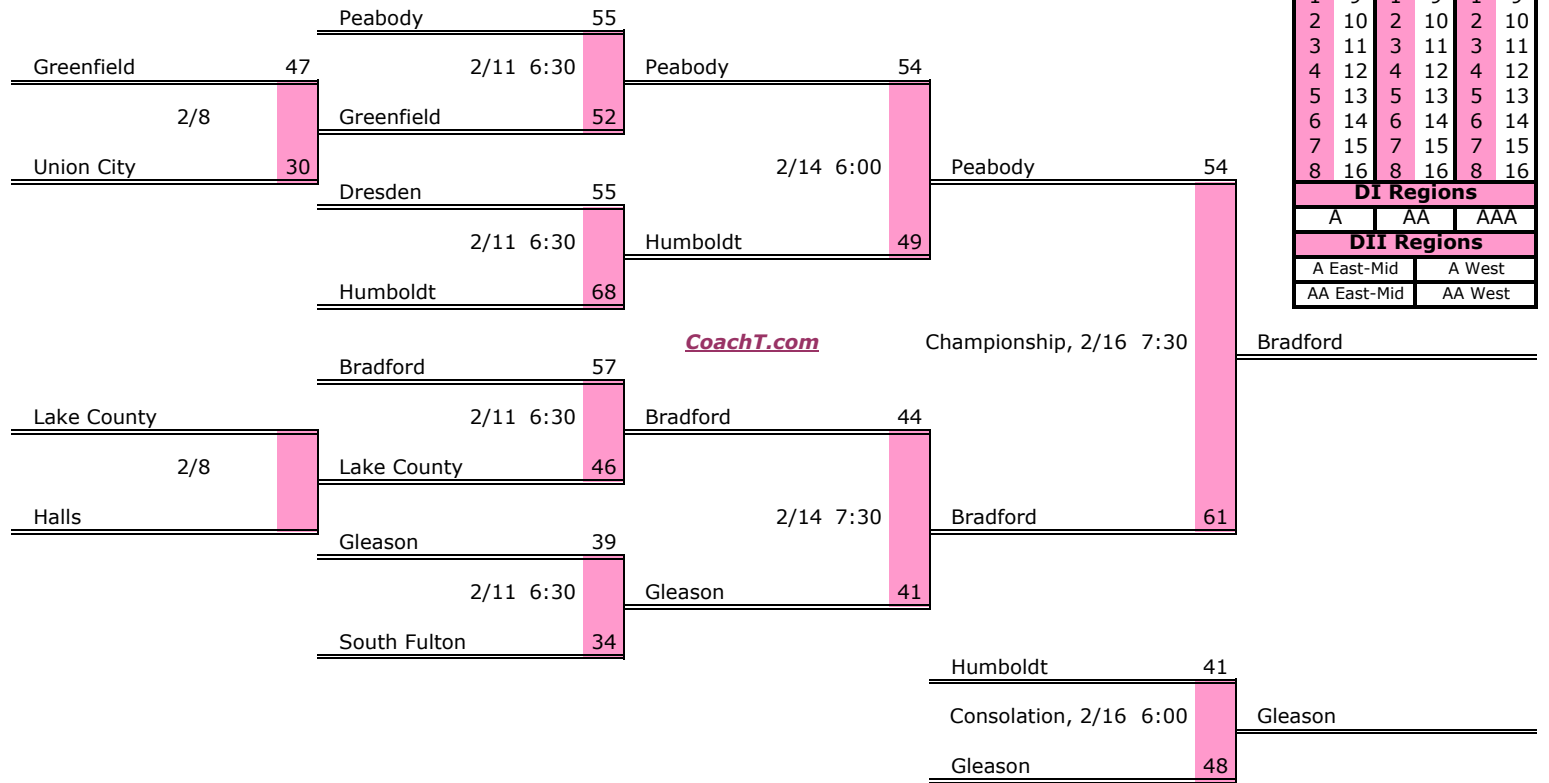 Peabody 55
Greenfield 47
2/11 6:30
Peabody 54
2/8
Greenfield 52
Union City 30
2/14 6:00
Peabody 54
Dresden 55
2/11 6:30
Humboldt 49
Humboldt 68
CoachT.com
Championship, 2/16 7:30
Bradford
Bradford 57
Lake County
2/11 6:30
Bradford 44
2/8
Lake County 46
Halls
2/14 7:30
Bradford 61
Gleason 39
2/11 6:30
Gleason 41
South Fulton 34
Humboldt 41
Consolation, 2/16 6:00
Gleason
Gleason 48
1 9 1 9 1 9
2 10 2 10 2 10
3 11 3 11 3 11
4 12 4 12 4 12
5 13 5 13 5 13
6 14 6 14 6 14
7 15 7 15 7 15
8 16 8 16 8 16
DI Regions
A AA AAA
DII Regions
A East-Mid A West
AA East-Mid AA West